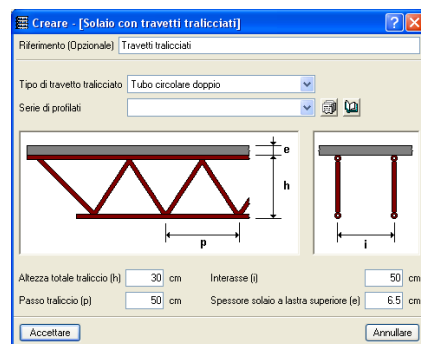 Creare - [Solaio con travetti tralicciati]
Riferimento (Opzionale) Travetti tralicciati
Tipo di travetto tralicciato Tubo circolare doppio
Serie di profilati
e
h
p
i
Altezza totale traliccio (h) 30 cm Interasse (i) 50 cm
Passo traliccio (p) 50 cm Spessore solaio a lastra superiore (e) 6.5 cm
Accettare Annullare